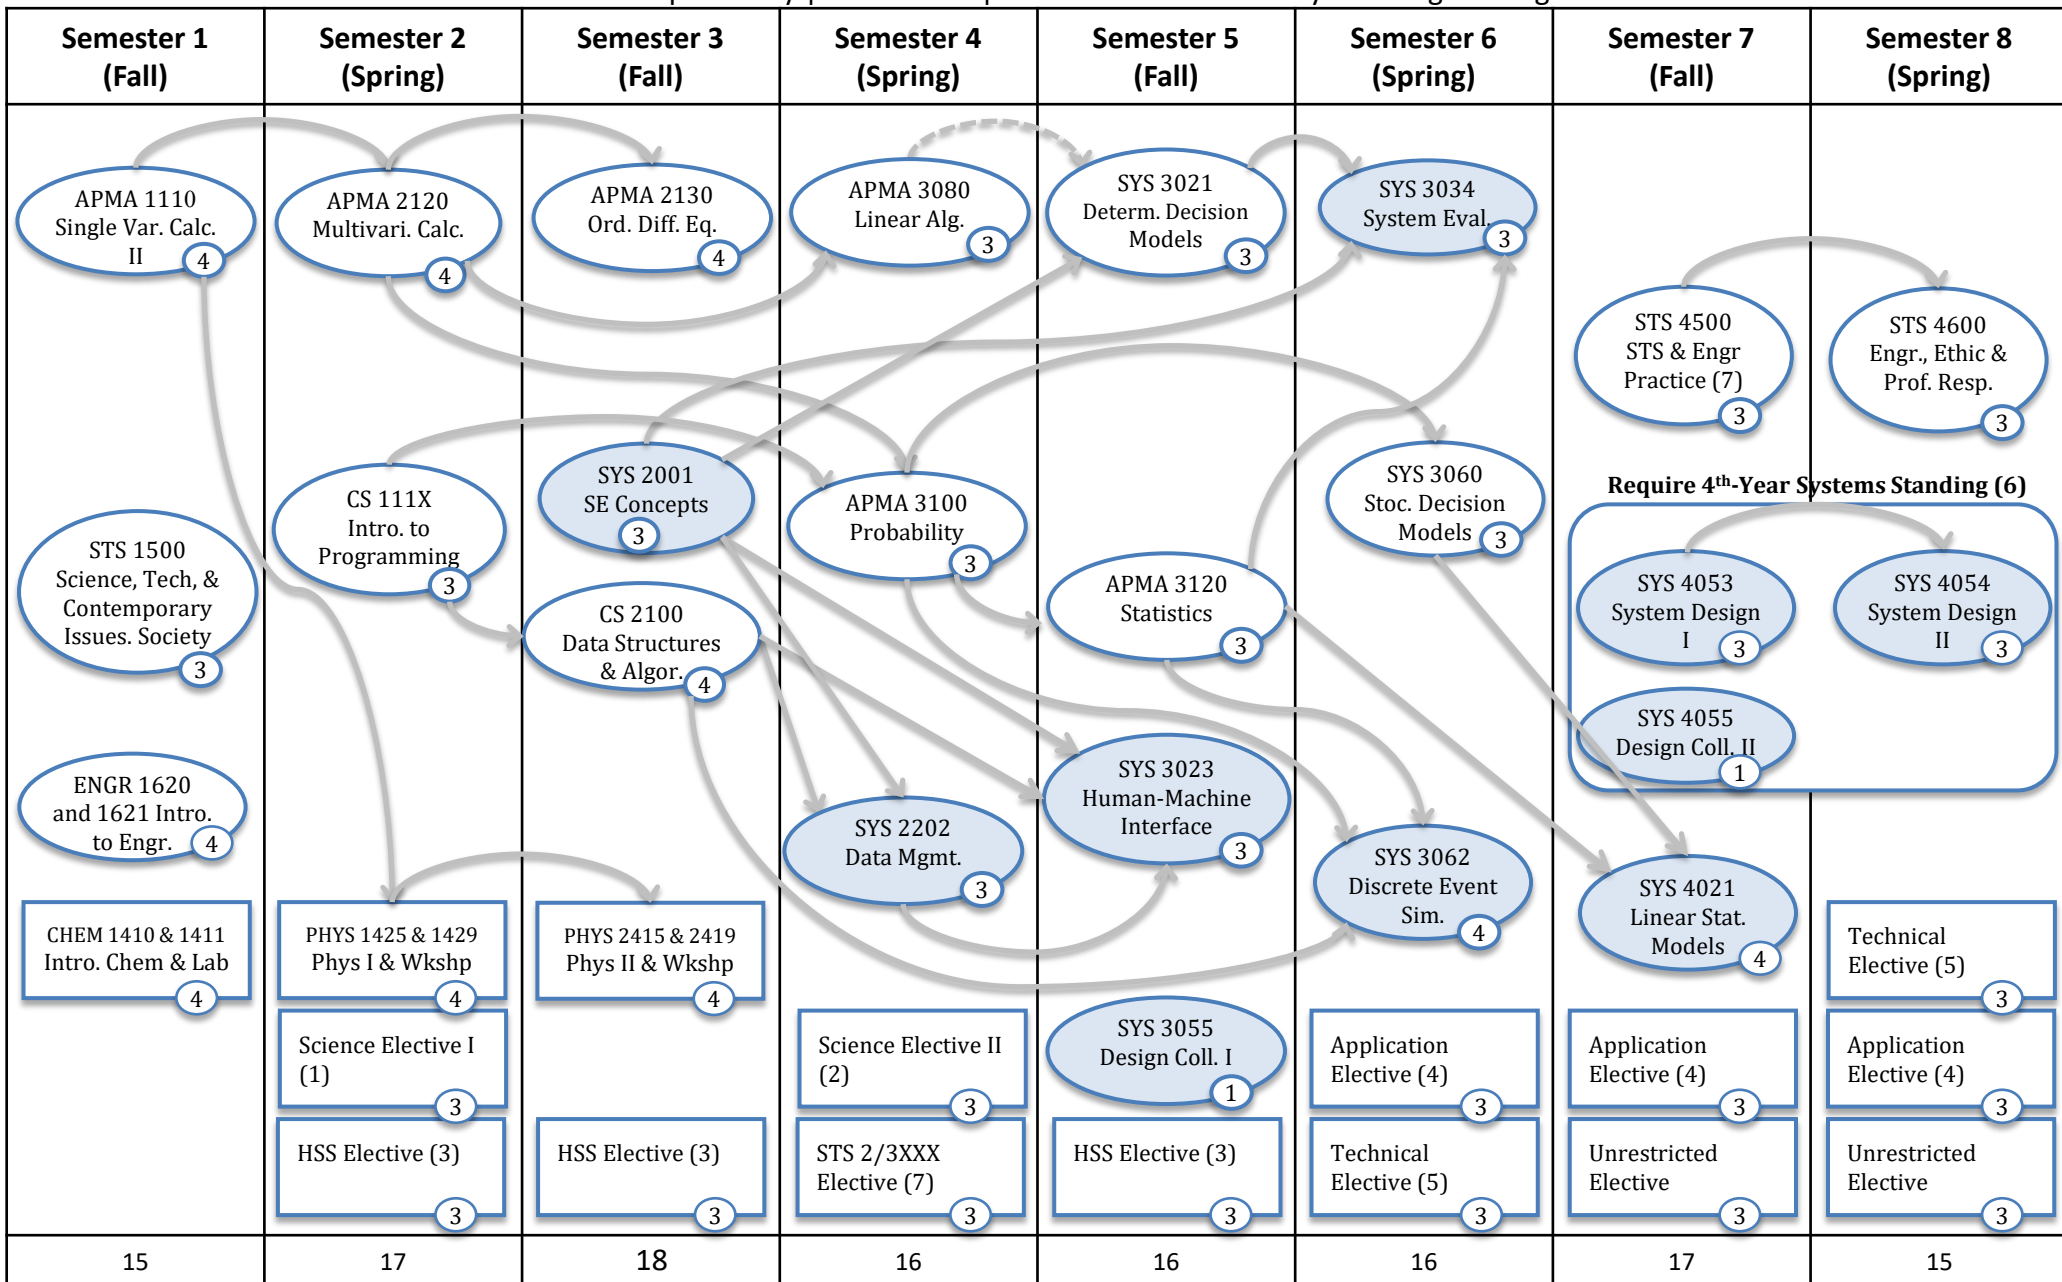 Semester 1
(Fall)
Semester 2
(Spring)
Semester 3
(Fall)
Semester 4
(Spring)
Semester 5
(Fall)
Semester 6
(Spring)
Semester 7
(Fall)
Semester 8
(Spring)
APMA 1110
Single Var. Calc.
II
4
STS 1500
Science, Tech, &
Contemporary
Issues. Society
3
ENGR 1620
and 1621 Intro.
to Engr.
4
CHEM 1410 & 1411
Intro. Chem & Lab
4
15
APMA 2120
Multivari. Calc.
4
CS 111X
Intro. to
Programming
3
PHYS 1425 & 1429
Phys I & Wkshp
4
Science Elective I
(1)
3
HSS Elective (3)
3
17
APMA 2130
Ord. Diff. Eq.
4
SYS 2001
SE Concepts
3
CS 2100
Data Structures
& Algor.
4
PHYS 2415 & 2419
Phys II & Wkshp
4
HSS Elective (3)
3
18
APMA 3080
Linear Alg.
3
APMA 3100
Probability
3
SYS 2202
Data Mgmt.
3
Science Elective II
(2)
3
STS 2/3XXX
Elective (7)
3
16
SYS 3021
Determ. Decision
Models
3
APMA 3120
Statistics
3
SYS 3023
Human-Machine
Interface
3
SYS 3055
Design Coll. I
1
HSS Elective (3)
3
16
SYS 3034
System Eval.
3
SYS 3060
Stoc. Decision
Models
3
SYS 3062
Discrete Event
Sim.
4
Application
Elective (4)
3
Technical
Elective (5)
3
16
STS 4500
STS & Engr
Practice (7)
3
STS 4600
Engr., Ethic &
Prof. Resp.
3
Require 4th-Year Systems Standing (6)
SYS 4053
System Design
I
3
SYS 4054
System Design
II
3
SYS 4055
Design Coll. II
1
SYS 4021
Linear Stat.
Models
4
Application
Elective (4)
3
Unrestricted
Elective
3
17
Technical
Elective (5)
3
Application
Elective (4)
3
Unrestricted
Elective
3
15